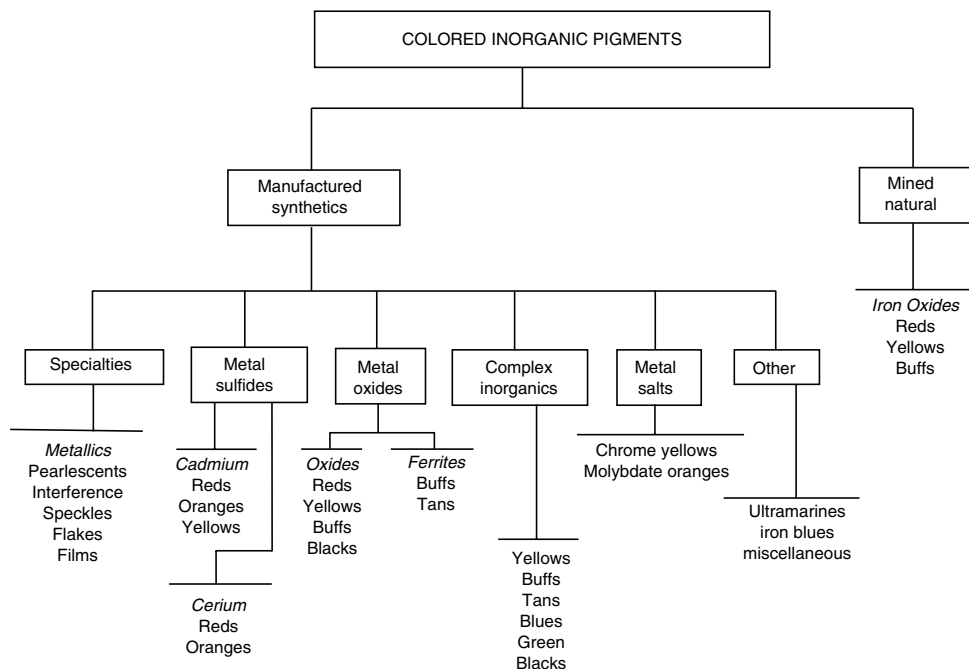 COLORED INORGANIC PIGMENTS
Manufactured
synthetics
Mined
natural
Specialties
Metal
sulfides
Metal
oxides
Complex
inorganics
Metal
salts
Other
Iron Oxides
Reds
Yellows
Buffs
Metallics
Pearlescents
Interference
Speckles
Flakes
Films
Cadmium
Reds
Oranges
Yellows
Cerium
Reds
Oranges
Oxides
Reds
Yellows
Buffs
Blacks
Ferrites
Buffs
Tans
Yellows
Buffs
Tans
Blues
Green
Blacks
Chrome yellows
Molybdate oranges
Ultramarines
iron blues
miscellaneous